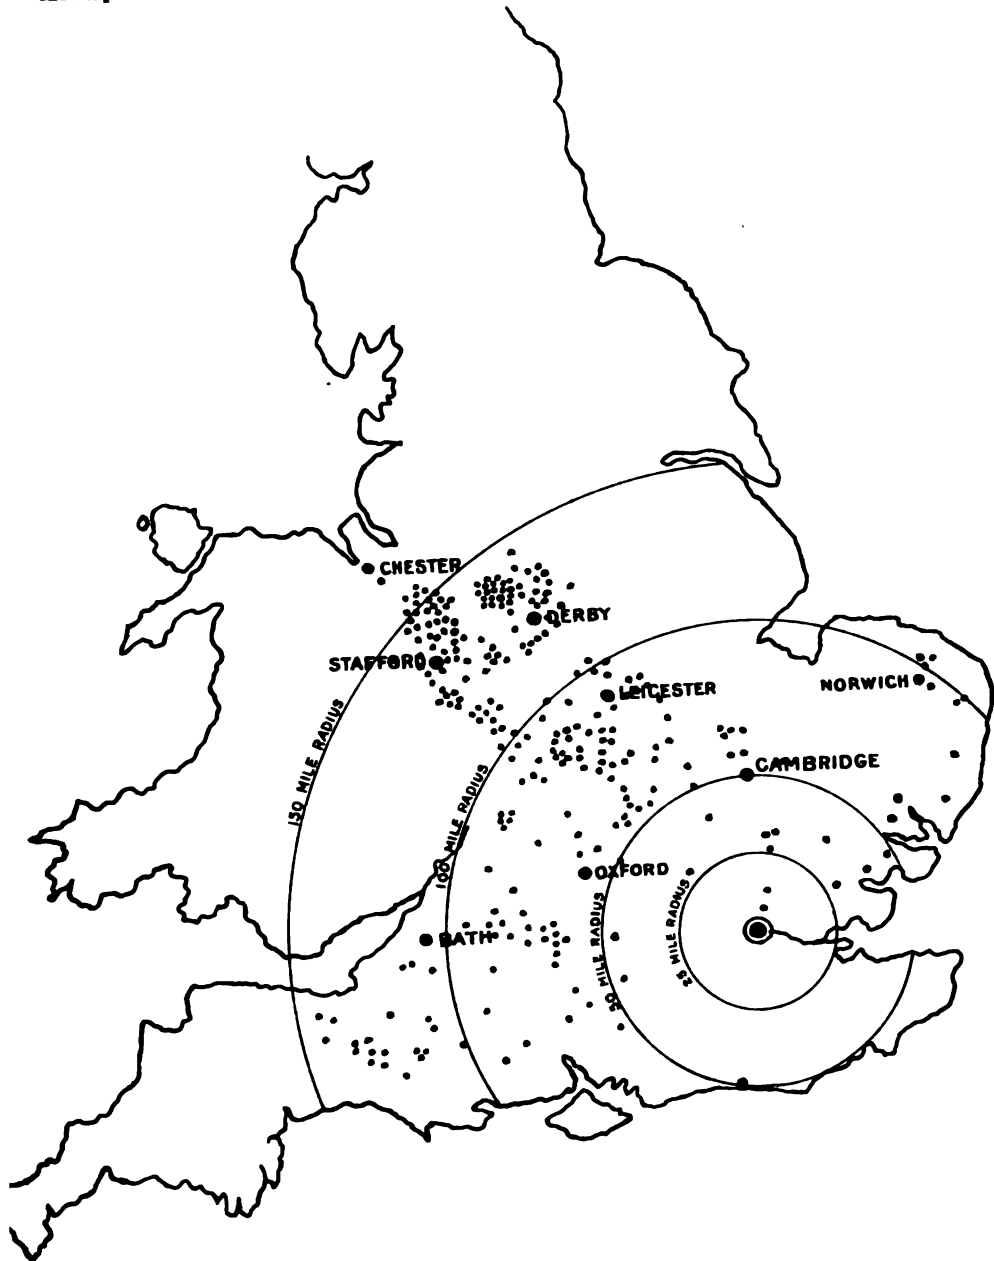 CHESTER
DERBY
STAFFORD
LEICESTER
NORWICH
150 MILE RADIUS
CAMBRIDGE
100 MILE RADIUS
OXFORD
50 MILE RADIUS
25 MILE RADIUS
BATH